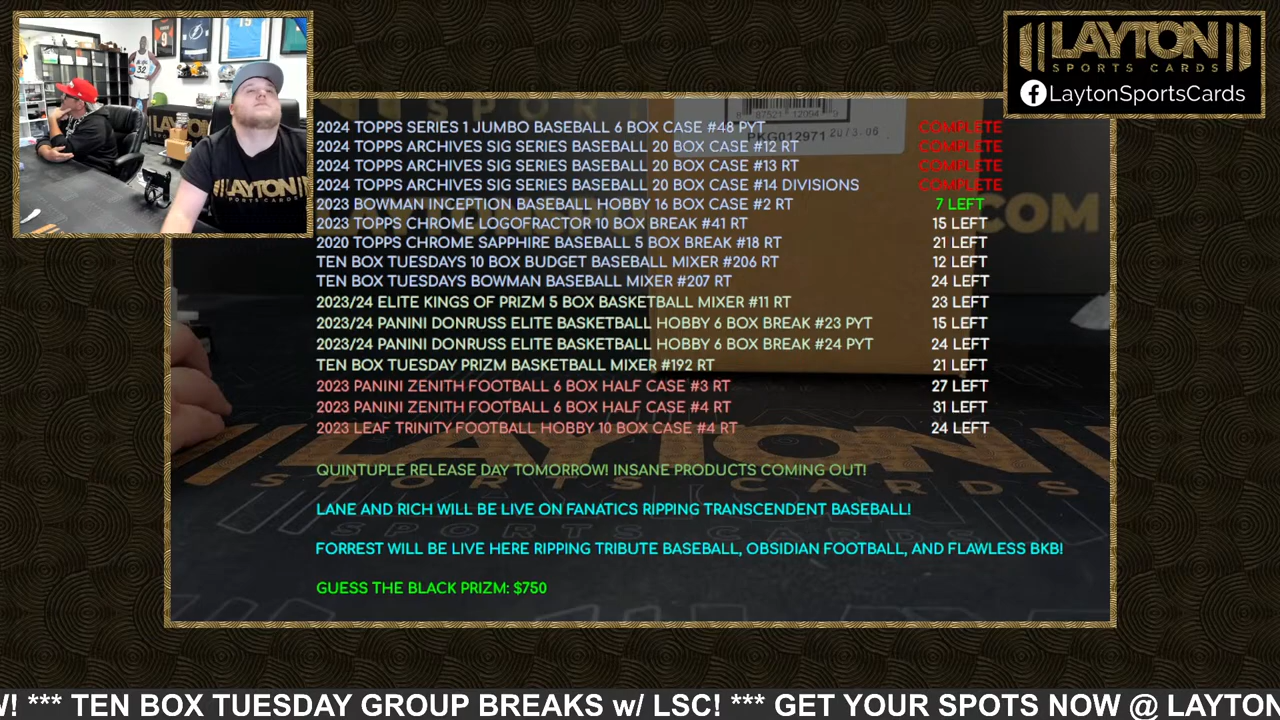 LAYTON
SPORTS CARDS
LaytonSportsCards
2024 TOPPS SERIES 1 JUMBO BASEBALL 6 BOX CASE #48 PYT COMPLETE
2024 TOPPS ARCHIVES SIG SERIES BASEBALL 20 BOX CASE #12 RT COMPLETE
2024 TOPPS ARCHIVES SIG SERIES BASEBALL 20 BOX CASE #13 RT COMPLETE
2024 TOPPS ARCHIVES SIG SERIES BASEBALL 20 BOX CASE #14 DIVISIONS COMPLETE
2023 BOWMAN INCEPTION BASEBALL HOBBY 16 BOX CASE #2 RT 7 LEFT
2023 TOPPS CHROME LOGOFRACTOR 10 BOX BREAK #41 RT 15 LEFT
2020 TOPPS CHROME SAPPHIRE BASEBALL 5 BOX BREAK #18 RT 21 LEFT
TEN BOX TUESDAYS 10 BOX BUDGET BASEBALL MIXER #206 RT 12 LEFT
TEN BOX TUESDAYS BOWMAN BASEBALL MIXER #207 RT 24 LEFT
2023/24 ELITE KINGS OF PRIZM 5 BOX BASKETBALL MIXER #11 RT 23 LEFT
2023/24 PANINI DONRUSS ELITE BASKETBALL HOBBY 6 BOX BREAK #23 PYT 15 LEFT
2023/24 PANINI DONRUSS ELITE BASKETBALL HOBBY 6 BOX BREAK #24 PYT 24 LEFT
TEN BOX TUESDAY PRIZM BASKETBALL MIXER #192 RT 21 LEFT
2023 PANINI ZENITH FOOTBALL 6 BOX HALF CASE #3 RT 27 LEFT
2023 PANINI ZENITH FOOTBALL 6 BOX HALF CASE #4 RT 31 LEFT
2023 LEAF TRINITY FOOTBALL HOBBY 10 BOX CASE #4 RT 24 LEFT
QUINTUPLE RELEASE DAY TOMORROW! INSANE PRODUCTS COMING OUT!
LANE AND RICH WILL BE LIVE ON FANATICS RIPPING TRANSCENDENT BASEBALL!
FORREST WILL BE LIVE HERE RIPPING TRIBUTE BASEBALL, OBSIDIAN FOOTBALL, AND FLAWLESS BKB!
GUESS THE BLACK PRIZM: $750
PKG012971
COM
LAYTON
SPORTS CARDS
LAYTON
SPORTS CARDS
W! *** TEN BOX TUESDAY GROUP BREAKS w/ LSC! *** GET YOUR SPOTS NOW @ LAYTON